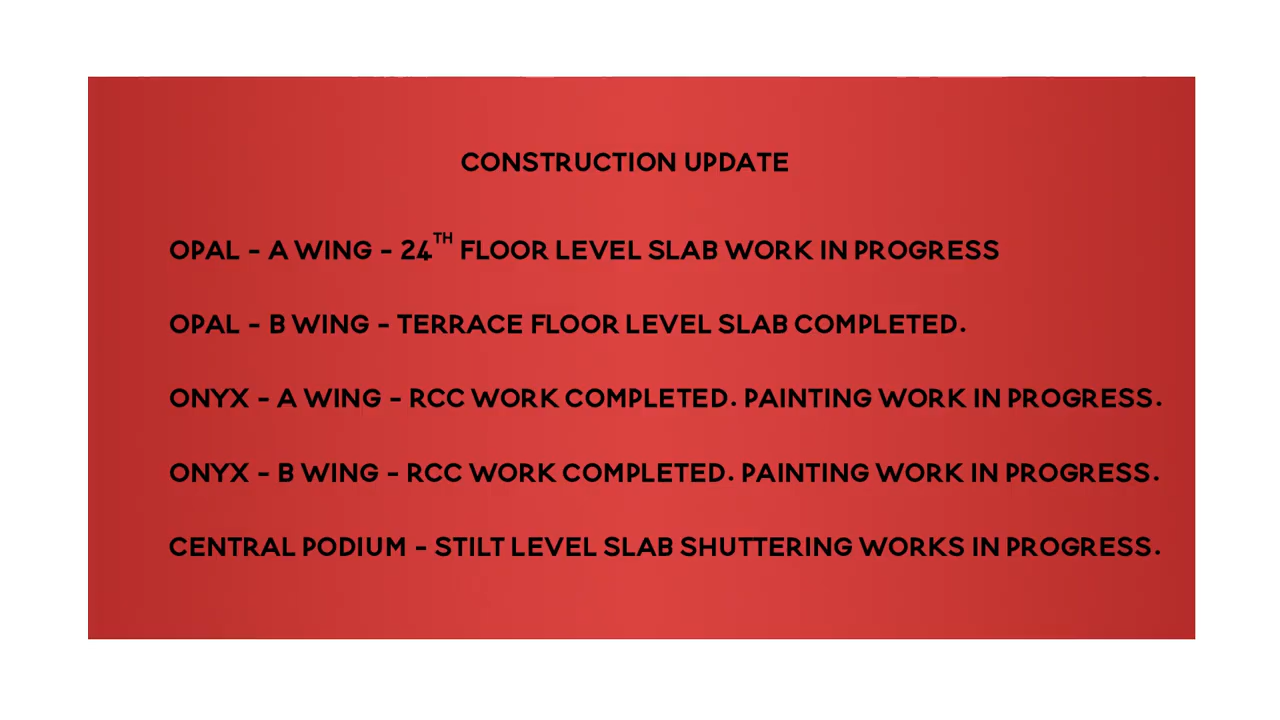 CONSTRUCTION UPDATE
OPAL - A WING - 24TH FLOOR LEVEL SLAB WORK IN PROGRESS
OPAL - B WING - TERRACE FLOOR LEVEL SLAB COMPLETED.
ONYX - A WING - RCC WORK COMPLETED. PAINTING WORK IN PROGRESS.
ONYX - B WING - RCC WORK COMPLETED. PAINTING WORK IN PROGRESS.
CENTRAL PODIUM - STILT LEVEL SLAB SHUTTERING WORKS IN PROGRESS.